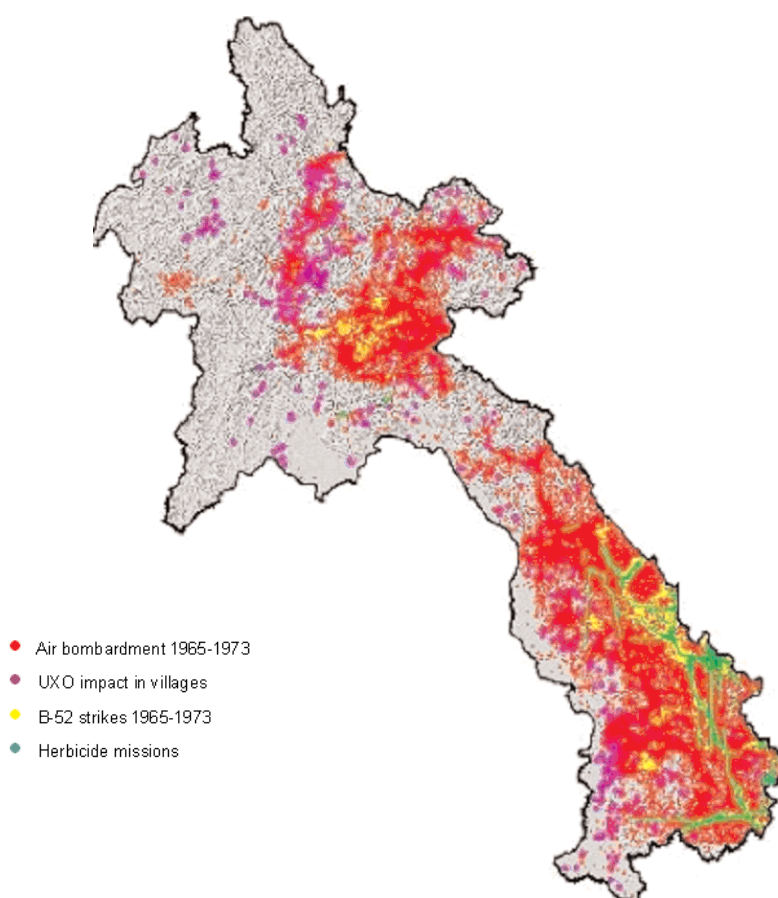 Air bombardment 1965-1973
UXO impact in villages
B-52 strikes 1965-1973
Herbicide missions